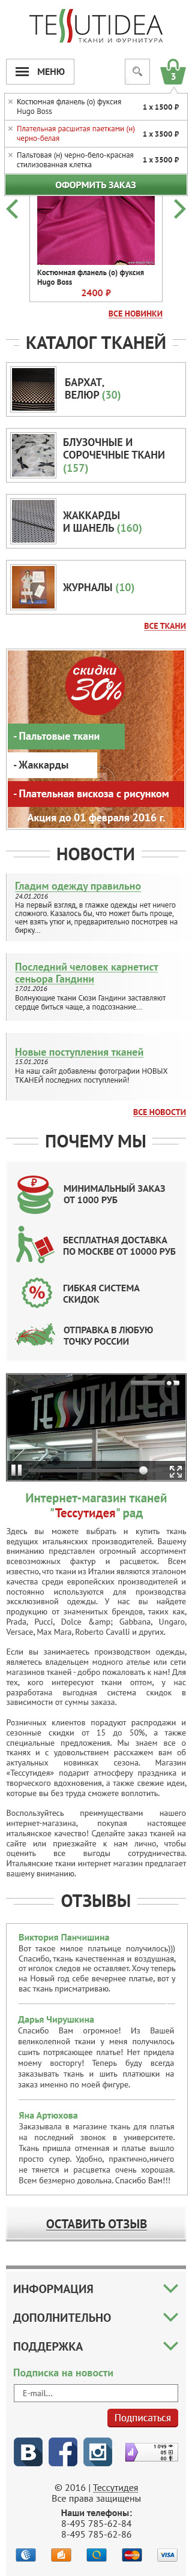 TESSUTIDEA
ТКАНИ И ФУРНИТУРА
МЕНЮ
3
× Костюмная фланель (о) фуксия
Hugo Boss
1 x 1500 ₽
× Плательная расшитая паетками (н)
черно-белая
1 x 3500 ₽
× Пальтовая (н) черно-бело-красная
стилизованная клетка
1 x 3500 ₽
ОФОРМИТЬ ЗАКАЗ
Костюмная фланель (о) фуксия
Hugo Boss
2400 ₽
ВСЕ НОВИНКИ
КАТАЛОГ ТКАНЕЙ
БАРХАТ,
ВЕЛЮР (30)
БЛУЗОЧНЫЕ И
СОРОЧЕЧНЫЕ ТКАНИ
(157)
ЖАККАРДЫ
И ШАНЕЛЬ (160)
ЖУРНАЛЫ (10)
ВСЕ ТКАНИ
скидки
30%
- Пальтовые ткани
- Жаккарды
- Плательная вискоза с рисунком
Акция до 01 февраля 2016 г.
НОВОСТИ
Гладим одежду правильно
24.01.2016
На первый взгляд, в глажке одежды нет ничего
сложного. Казалось бы, что может быть проще,
чем взять утюг и, предварительно посмотрев на
бирку...
Последний человек карнетист
сеньора Гандини
17.01.2016
Волнующие ткани Сюзи Гандини заставляют
сердце биться чаще, а подсознание...
Новые поступления тканей
15.01.2016
На наш сайт добавлены фотографии НОВЫХ
ТКАНЕЙ последних поступлений!
ВСЕ НОВОСТИ
ПОЧЕМУ МЫ
МИНИМАЛЬНЫЙ ЗАКАЗ
ОТ 1000 РУБ
БЕСПЛАТНАЯ ДОСТАВКА
ПО МОСКВЕ ОТ 10000 РУБ
ГИБКАЯ СИСТЕМА
СКИДОК
ОТПРАВКА В ЛЮБУЮ
ТОЧКУ РОССИИ
Интернет-магазин тканей
"Тессутидея" рад
Здесь вы можете выбрать и купить ткань
ведущих итальянских производителей. Вашему
вниманию представлен огромный ассортимент
всевозможных фактур и расцветок. Всем
известно, что ткани из Италии являются эталоном
качества среди европейских производителей и
постоянно используются для производства
эксклюзивной одежды. У нас вы найдете
продукцию от знаменитых брендов, таких как,
Prada, Pucci, Dolce &amp; Gabbana, Ungaro,
Versace, Max Mara, Roberto Cavalli и других.
Если вы занимаетесь производством одежды,
являетесь владельцем модного ателье или сети
магазинов тканей - добро пожаловать к нам! Для
тех, кого интересуют ткани оптом, у нас
разработана выгодная система скидок в
зависимости от суммы заказа.
Розничных клиентов порадуют распродажи и
сезонные скидки от 15 до 50%, а также
специальные предложения. Мы знаем все о
тканях и с удовольствием расскажем вам об
актуальных новинках сезона. Магазин
«Тессутидея» подарит атмосферу праздника и
творческого вдохновения, а также свежие идеи,
которые вы без труда сможете воплотить.
Воспользуйтесь преимуществами нашего
интернет-магазина, покупая настоящее
итальянское качество! Сделайте заказ тканей на
сайте или приезжайте к нам лично, чтобы
оценить все выгоды сотрудничества.
Итальянские ткани интернет магазин предлагает
вашему вниманию.
ОТЗЫВЫ
Виктория Панчишина
Вот такое милое платьице получилось)))
Спасибо, ткань качественная и воздушная,
от иголок следов не оставляет. Хочу теперь
на Новый год себе вечернее платье, вот у
вас ткань присматриваю.
Дарья Чирушкина
Спасибо Вам огромное! Из Вашей
великолепной ткани у меня получилось
сшить потрясающее платье! Нет придела
моему восторгу! Теперь буду всегда
заказывать ткань и шить платюшки на
заказ именно по моей фигуре.
Яна Артюхова
Заказывала в магазине ткань для платья
на последний звонок в университете.
Ткань пришла отменная и платье вышло
просто супер. Удобно, практично,ничего
не тянется и расцветка очень хорошая.
Всем безмерно довольна. Спасибо Вам!!!
ОСТАВИТЬ ОТЗЫВ
ИНФОРМАЦИЯ
ДОПОЛНИТЕЛЬНО
ПОДДЕРЖКА
Подписка на новости
E-mail...
Подписаться
© 2016 | Тессутидея
Все права защищены
Наши телефоны:
8-495 785-62-84
8-495 785-62-86
VISA